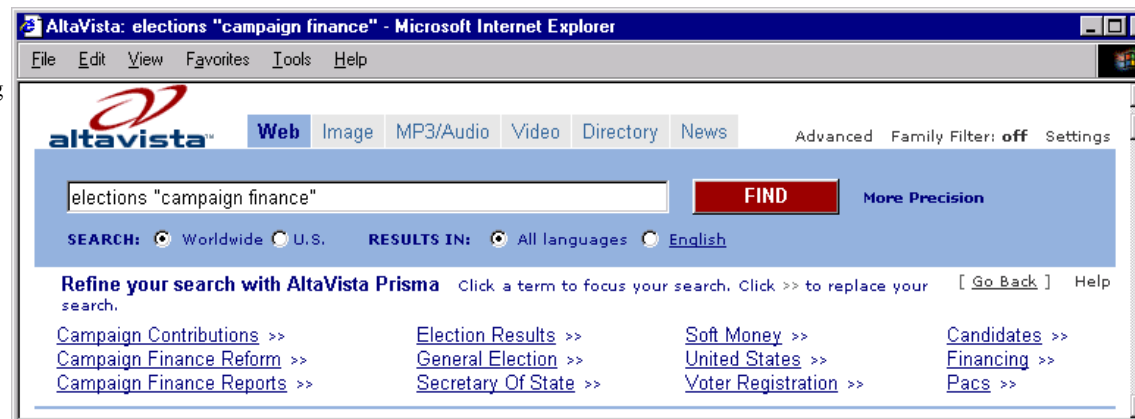 AltaVista: elections "campaign finance" - Microsoft Internet Explorer
File Edit View Favorites Tools Help
g
altavista™ Web Image MP3/Audio Video Directory News Advanced Family Filter: off Settings
elections "campaign finance" FIND More Precision
SEARCH: Worldwide U.S. RESULTS IN: All languages English
Refine your search with AltaVista Prisma Click a term to focus your search. Click >> to replace your [ Go Back ] Help
search.
Campaign Contributions >> Election Results >> Soft Money >> Candidates >>
Campaign Finance Reform >> General Election >> United States >> Financing >>
Campaign Finance Reports >> Secretary Of State >> Voter Registration >> Pacs >>